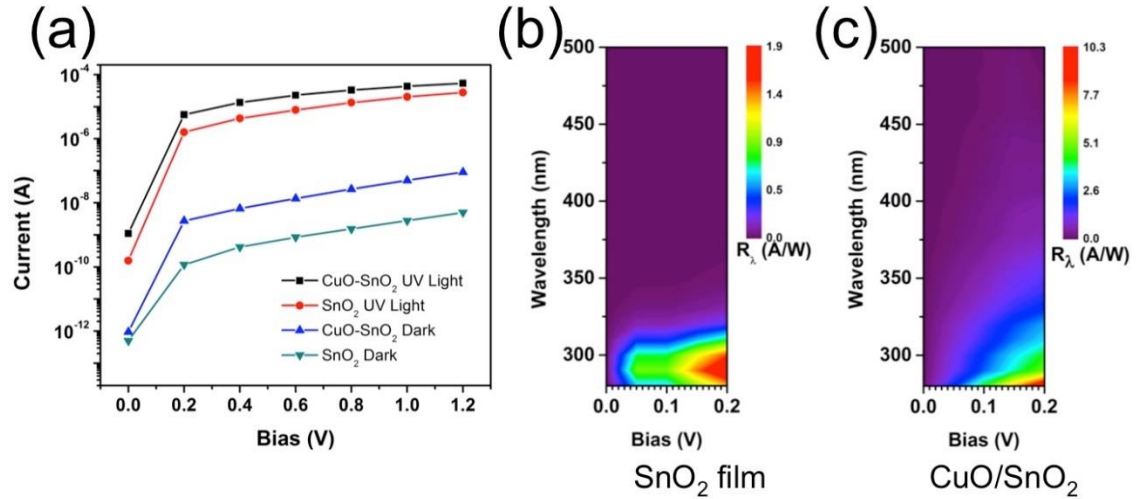 (a)
Current (A)
10⁻⁴
10⁻⁶
10⁻⁸
10⁻¹⁰
10⁻¹²
CuO-SnO₂ UV Light
SnO₂ UV Light
CuO-SnO₂ Dark
SnO₂ Dark
0.0 0.2 0.4 0.6 0.8 1.0 1.2
Bias (V)
(b)
Wavelength (nm)
500
450
400
350
300
0.0 0.1 0.2
Bias (V)
1.9
1.4
0.9
0.5
0.0
Rλ (A/W)
SnO₂ film
(c)
Wavelength (nm)
500
450
400
350
300
0.0 0.1 0.2
Bias (V)
10.3
7.7
5.1
2.6
0.0
Rλ (A/W)
CuO/SnO₂